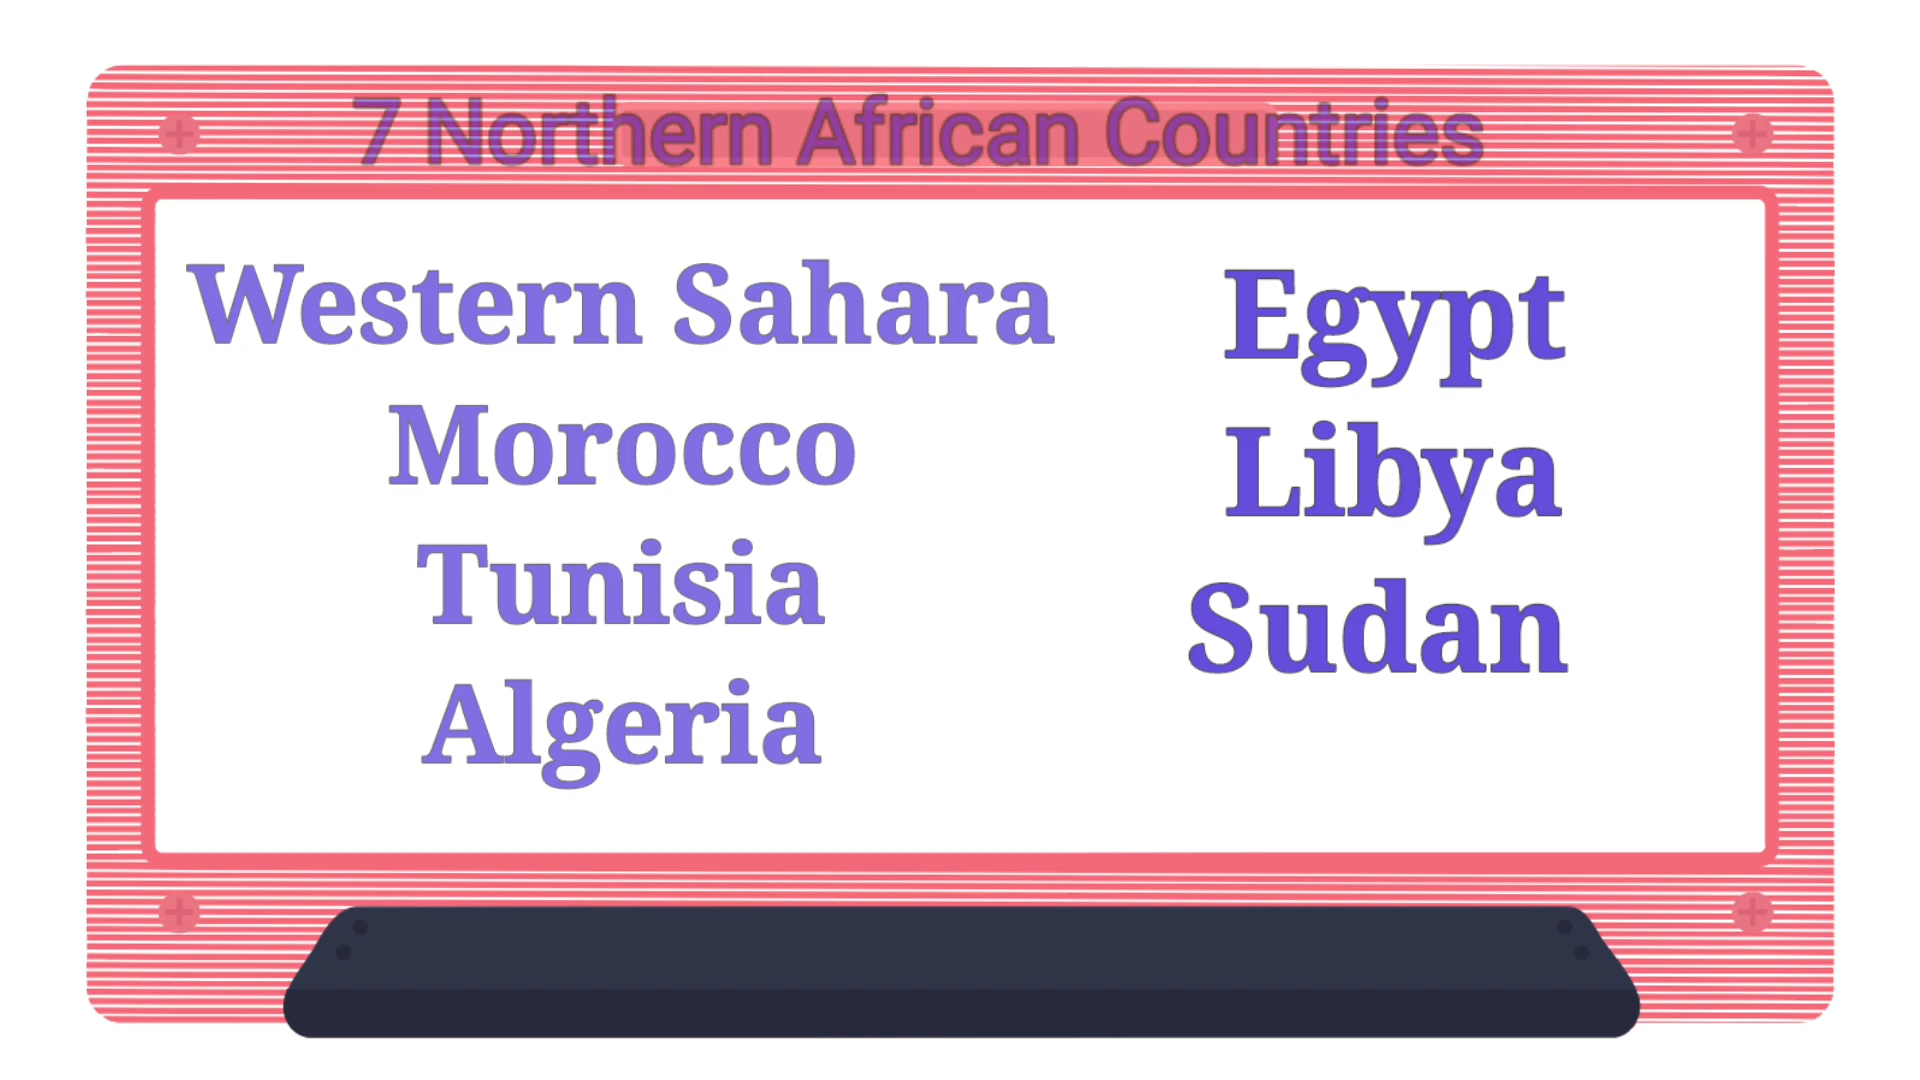 7 Northern African Countries
Western Sahara
Morocco
Tunisia
Algeria
Egypt
Libya
Sudan